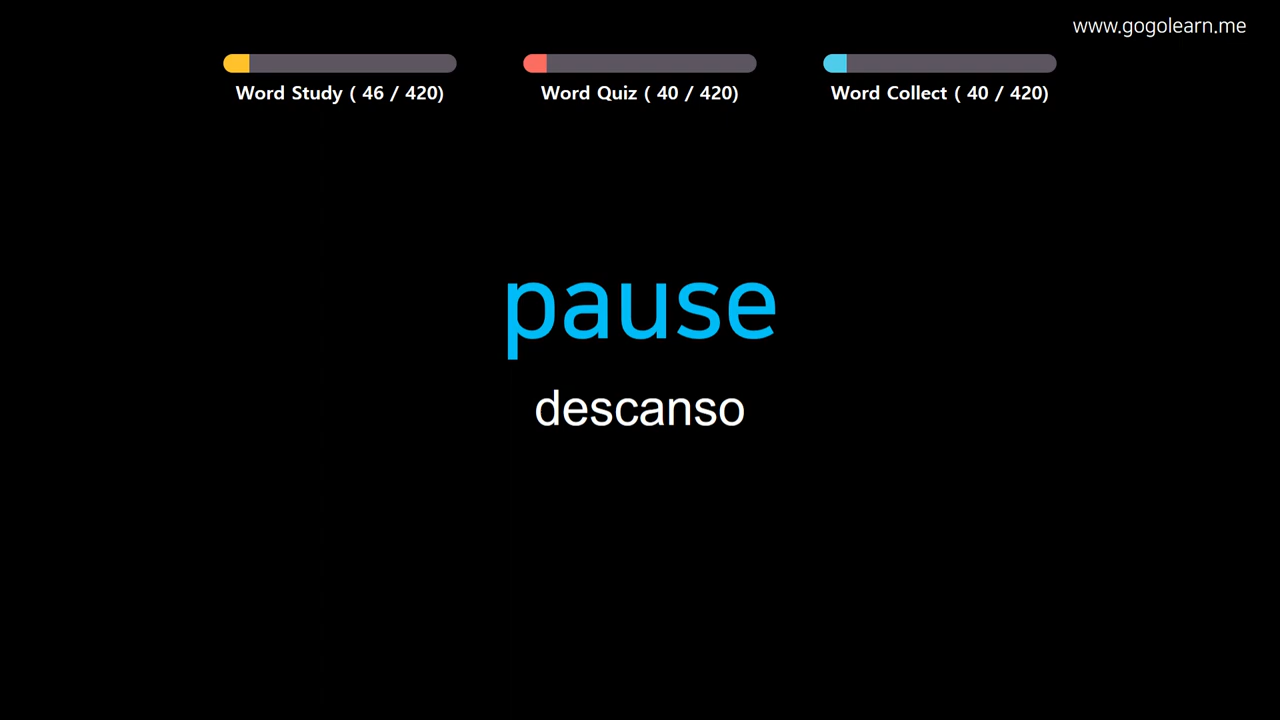 www.gogolearn.me
Word Study ( 46 / 420)
Word Quiz ( 40 / 420)
Word Collect ( 40 / 420)
pause
descanso